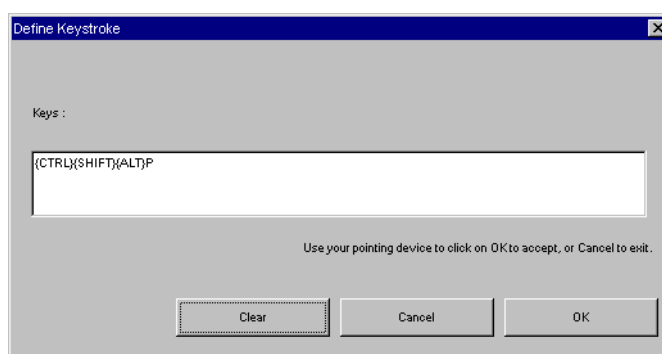 Define Keystroke
Keys :
{CTRL}{SHIFT}{ALT}P
Use your pointing device to click on OK to accept, or Cancel to exit.
Clear
Cancel
OK